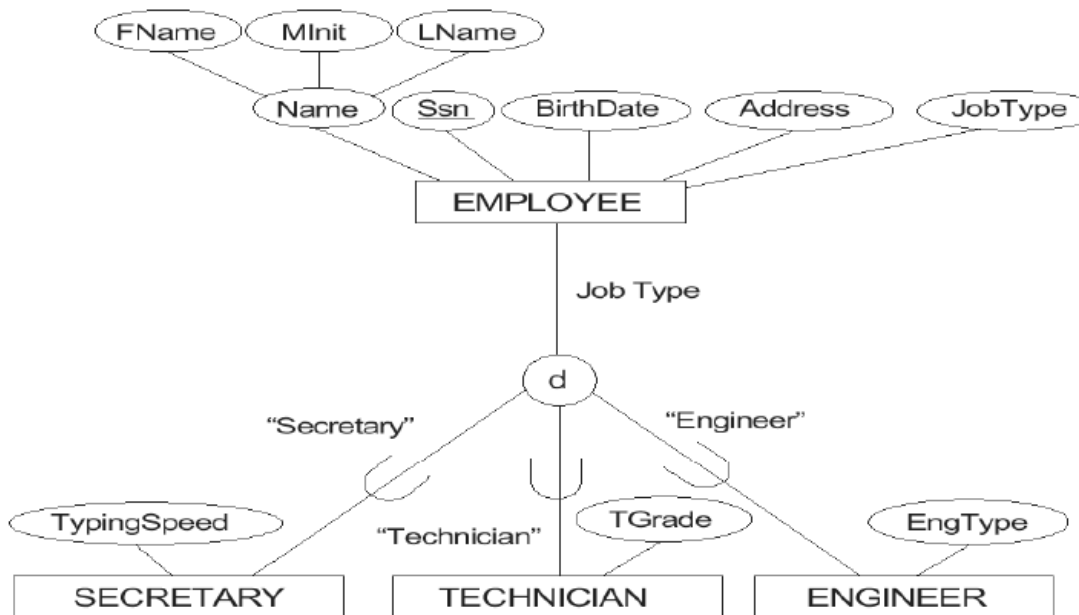 FName MInit LName
Name Ssn BirthDate Address JobType
EMPLOYEE
Job Type
d
“Secretary” “Engineer”
“Technician”
TypingSpeed TGrade EngType
SECRETARY TECHNICIAN ENGINEER